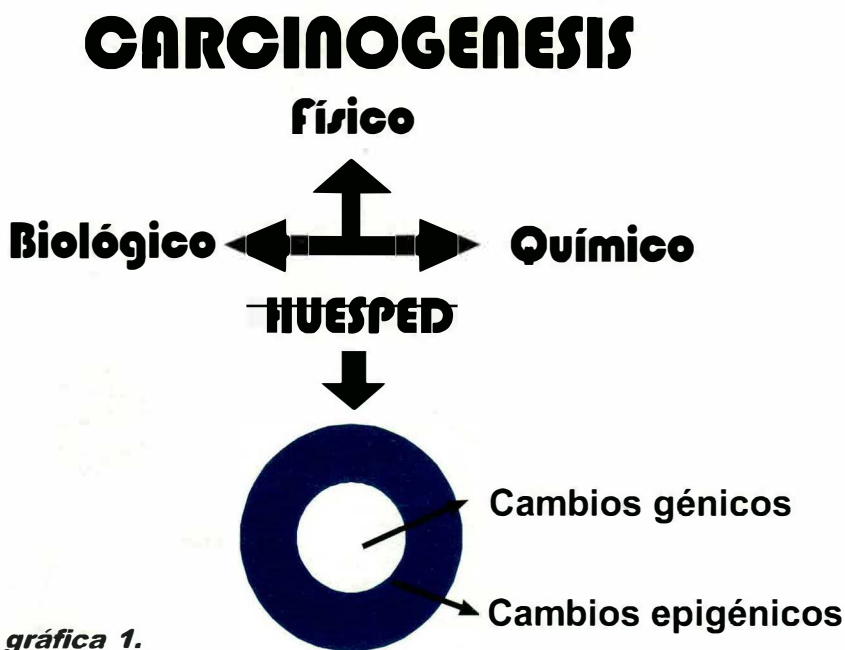 CARCINOGENESIS
Físico
Biológico
Químico
HUESPED
Cambios génicos
Cambios epigénicos
gráfica 1.